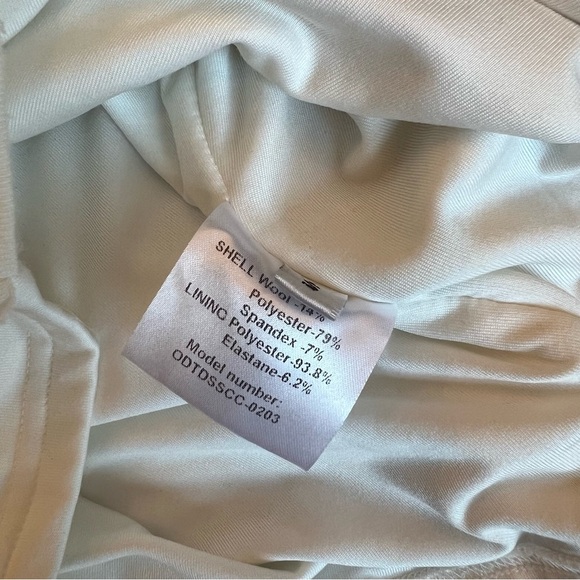 SHELL Wool -14%
Polyester-79%
Spandex -7%
LINING Polyester-93.8%
Elastane-6.2%
Model number:
ODTDSSCC-0203